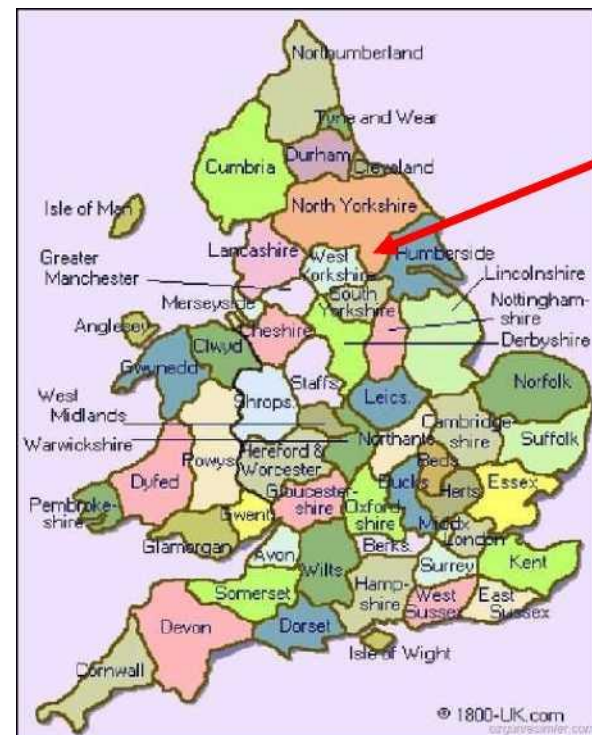 Northumberland
Tyne and Wear
Cumbria
Durham
Cleveland
Isle of Man
North Yorkshire
Lancashire
West
Yorkshire
Humberside
Greater
Manchester
Lincolnshire
South
Yorkshire
Nottingham-
shire
Merseyside
Derbyshire
Anglesey
Cheshire
Clwyd
Gwynedd
Staffs.
Norfolk
Shrops.
Leics.
West
Midlands
Cambridge-
shire
Warwickshire
Northants
Suffolk
Powys
Hereford &
Worcester
Beds
Dyfed
Bucks
Herts
Essex
Pembroke-
shire
Gwent
Gloucester-
shire
Oxford-
shire
Middx
London
Glamorgan
Avon
Wilts.
Berks.
Surrey
Kent
Somerset
Hamp-
shire
West
Sussex
East
Sussex
Devon
Dorset
Isle of Wight
Cornwall
© 1800-UK.com